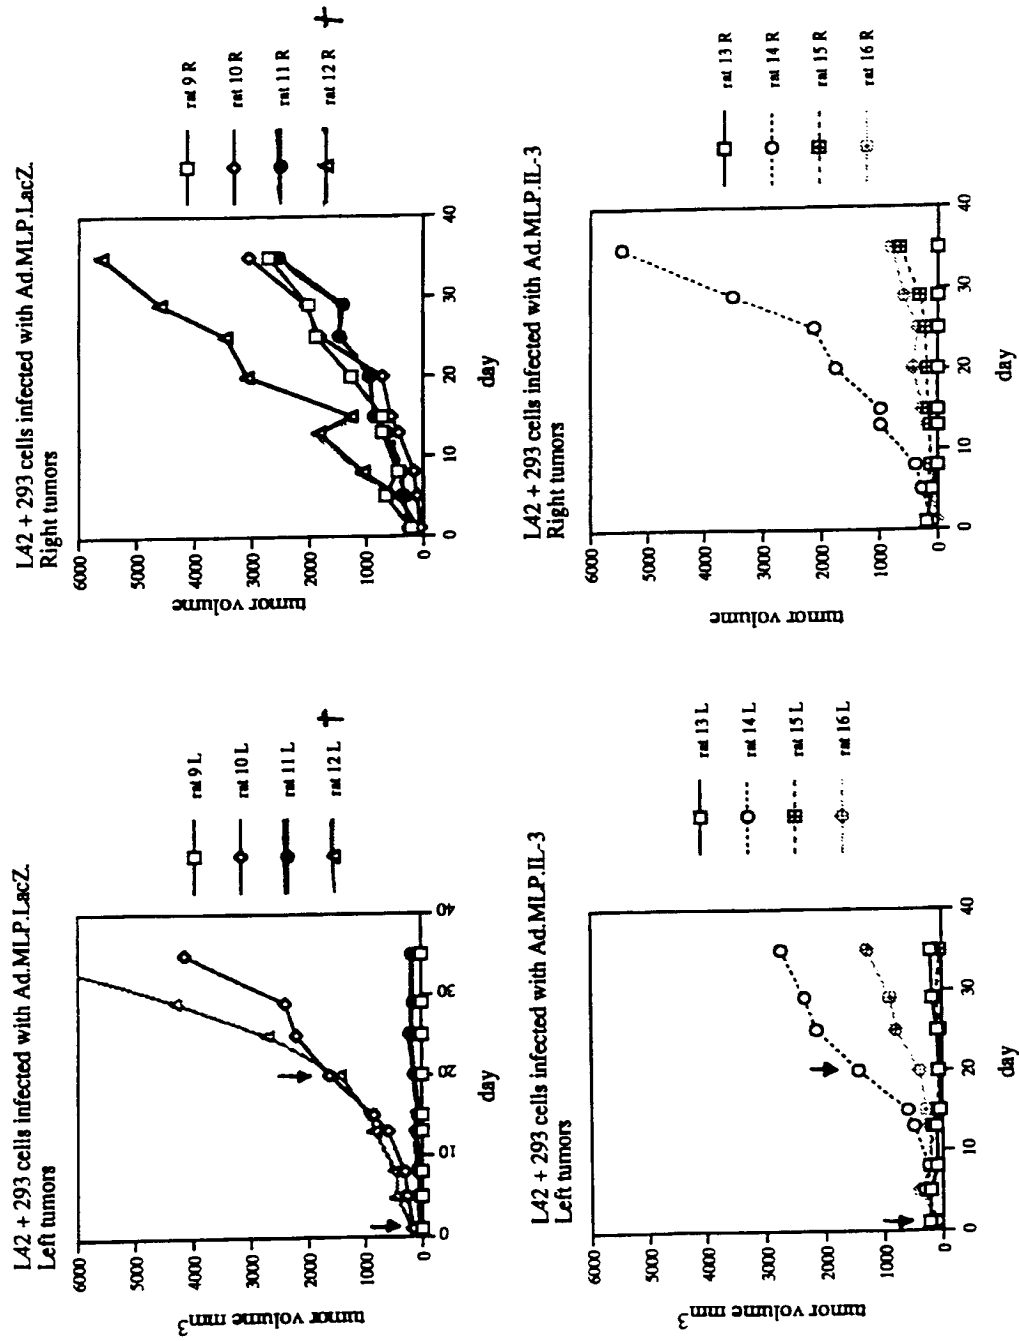 L42 + 293 cells infected with Ad.MLP.LacZ.
Left tumors
tumor volume mm3
6000
5000
4000
3000
2000
1000
0
0
10
20
30
40
day
rat 9 L
rat 10 L
rat 11 L
rat 12 L †
L42 + 293 cells infected with Ad.MLP.LacZ.
Right tumors
tumor volume
6000
5000
4000
3000
2000
1000
0
0
10
20
30
40
day
rat 9 R
rat 10 R
rat 11 R
rat 12 R †
L42 + 293 cells infected with Ad.MLP.IL-3
Left tumors
tumor volume mm3
6000
5000
4000
3000
2000
1000
0
0
10
20
30
40
day
rat 13 L
rat 14 L
rat 15 L
rat 16 L
L42 + 293 cells infected with Ad.MLP.IL-3
Right tumors
tumor volume
6000
5000
4000
3000
2000
1000
0
0
10
20
30
40
day
rat 13 R
rat 14 R
rat 15 R
rat 16 R